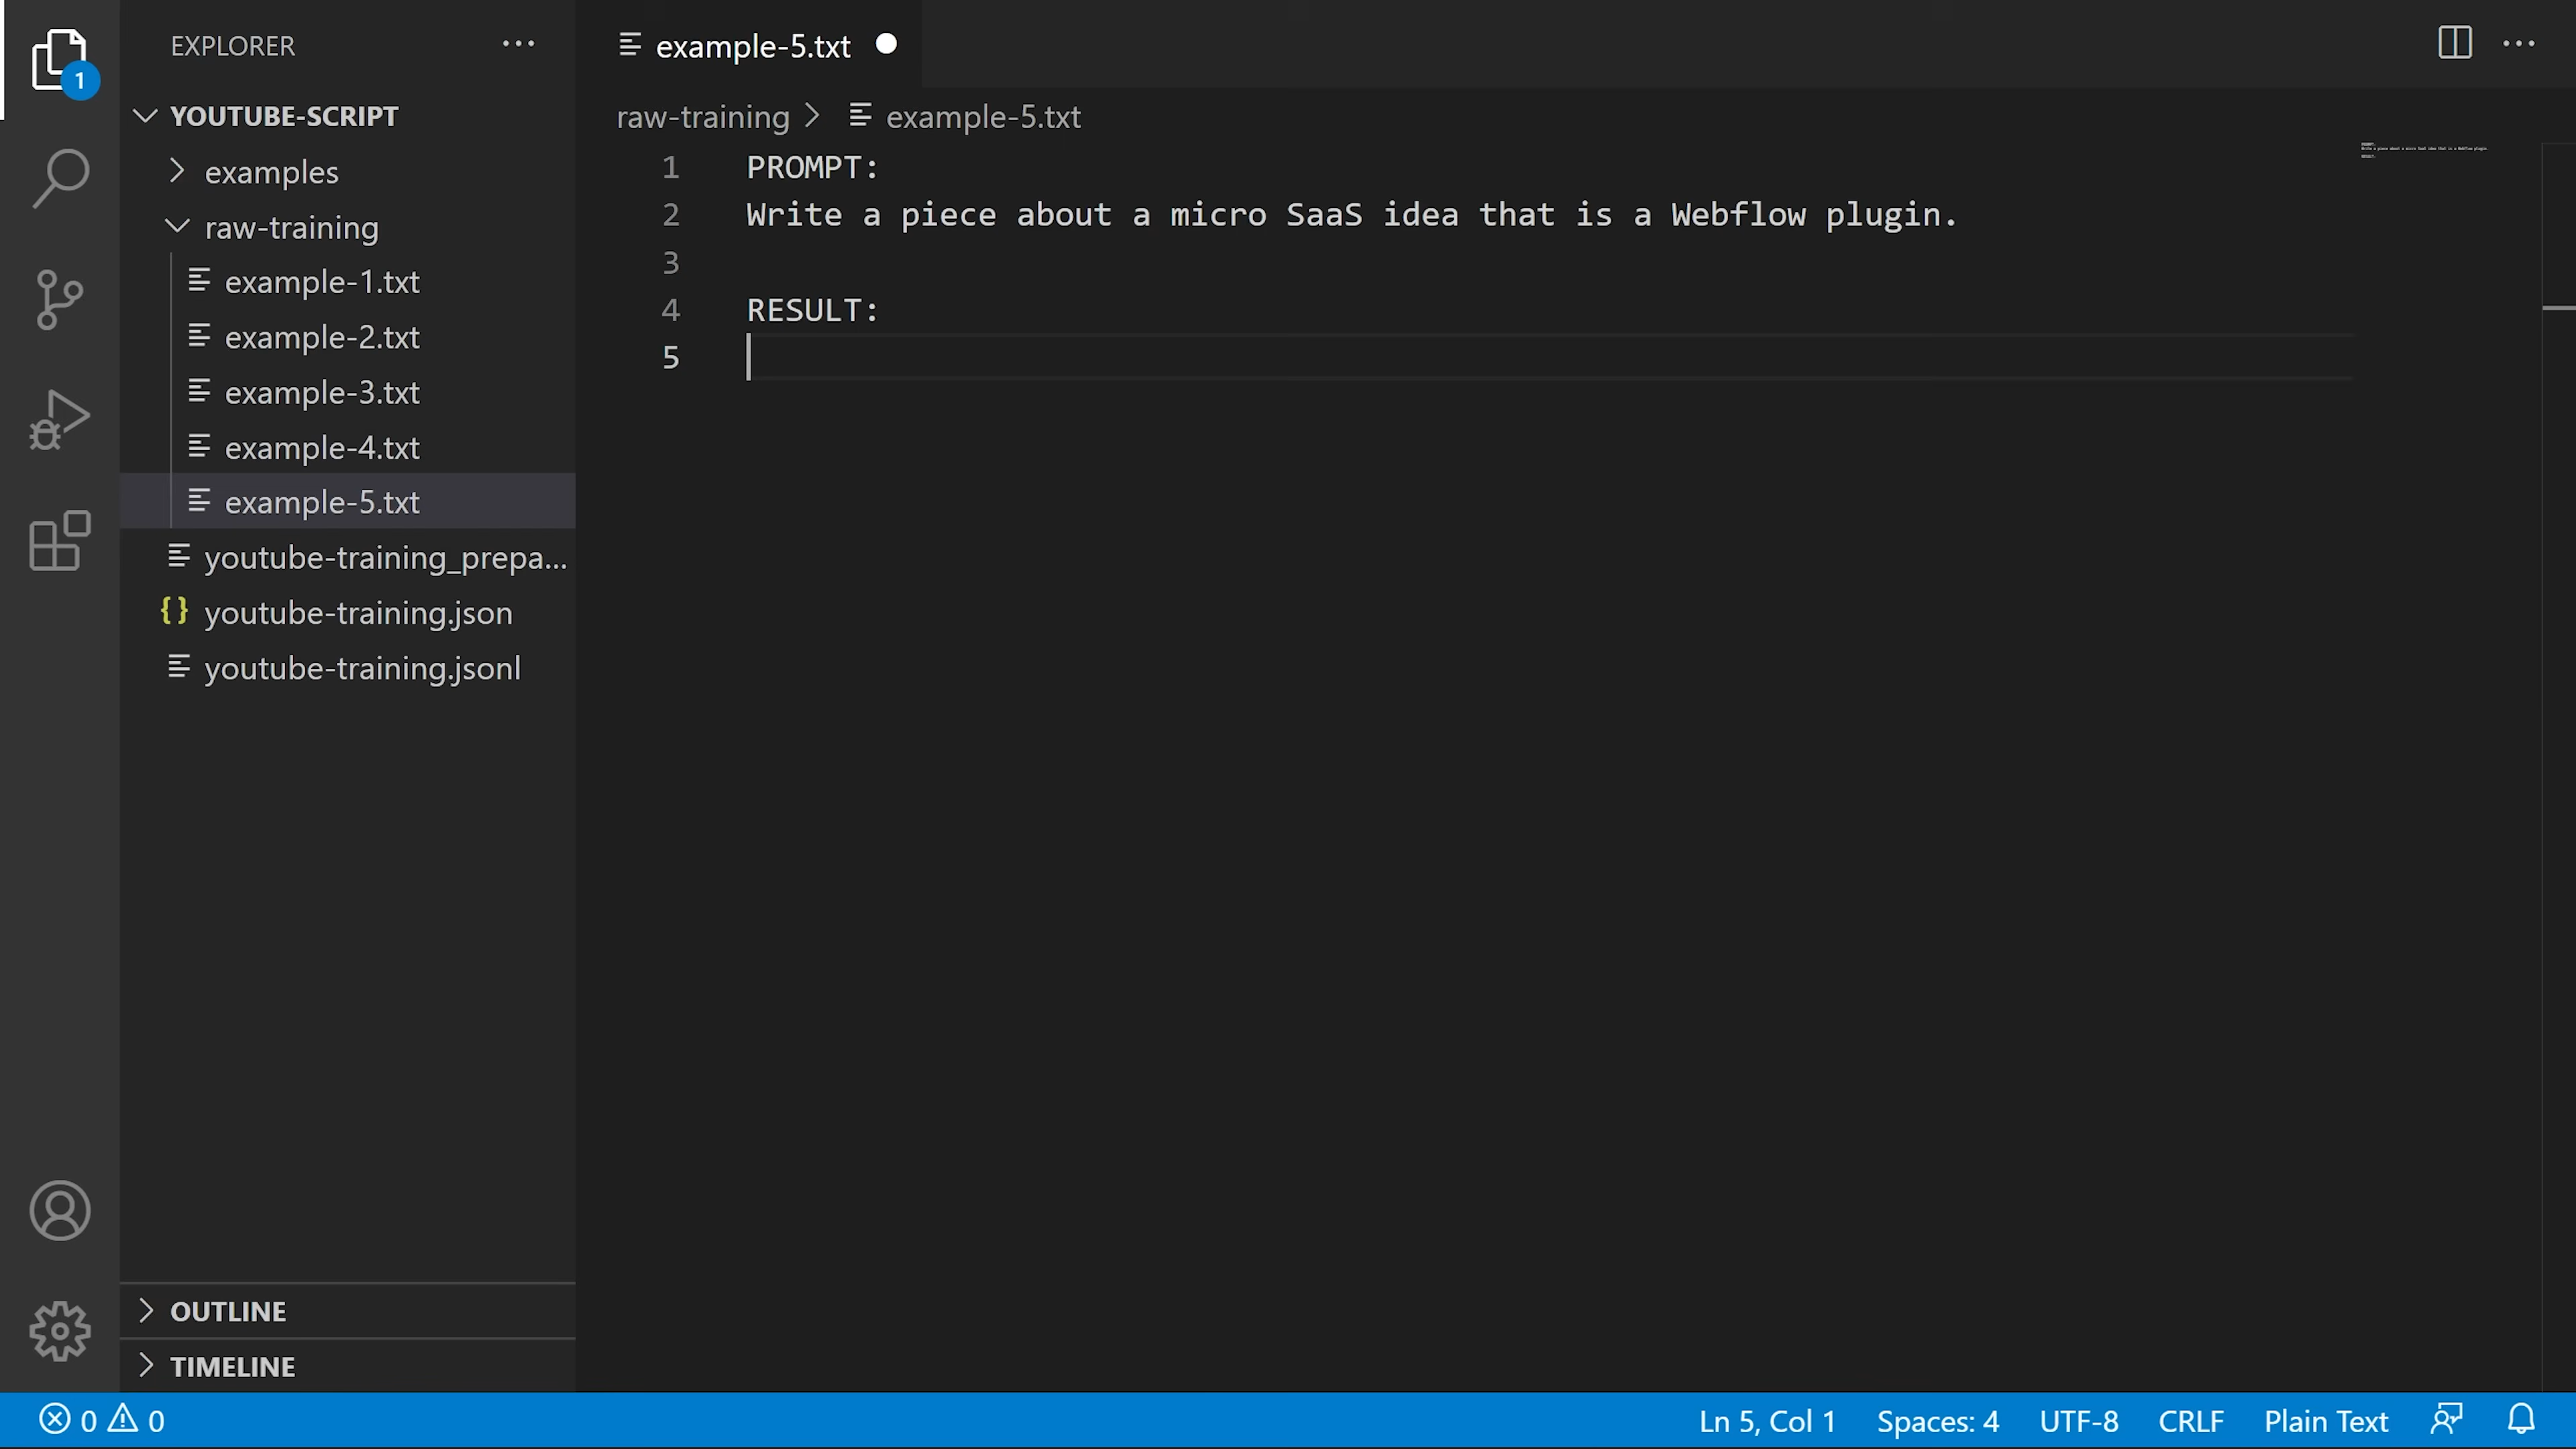 1
EXPLORER
YOUTUBE-SCRIPT
examples
raw-training
example-1.txt
example-2.txt
example-3.txt
example-4.txt
example-5.txt
youtube-training_prepa...
youtube-training.json
youtube-training.jsonl
OUTLINE
TIMELINE
example-5.txt
raw-training > example-5.txt
1 PROMPT:
2 Write a piece about a micro SaaS idea that is a Webflow plugin.
3
4 RESULT:
5
0 0
Ln 5, Col 1 Spaces: 4 UTF-8 CRLF Plain Text